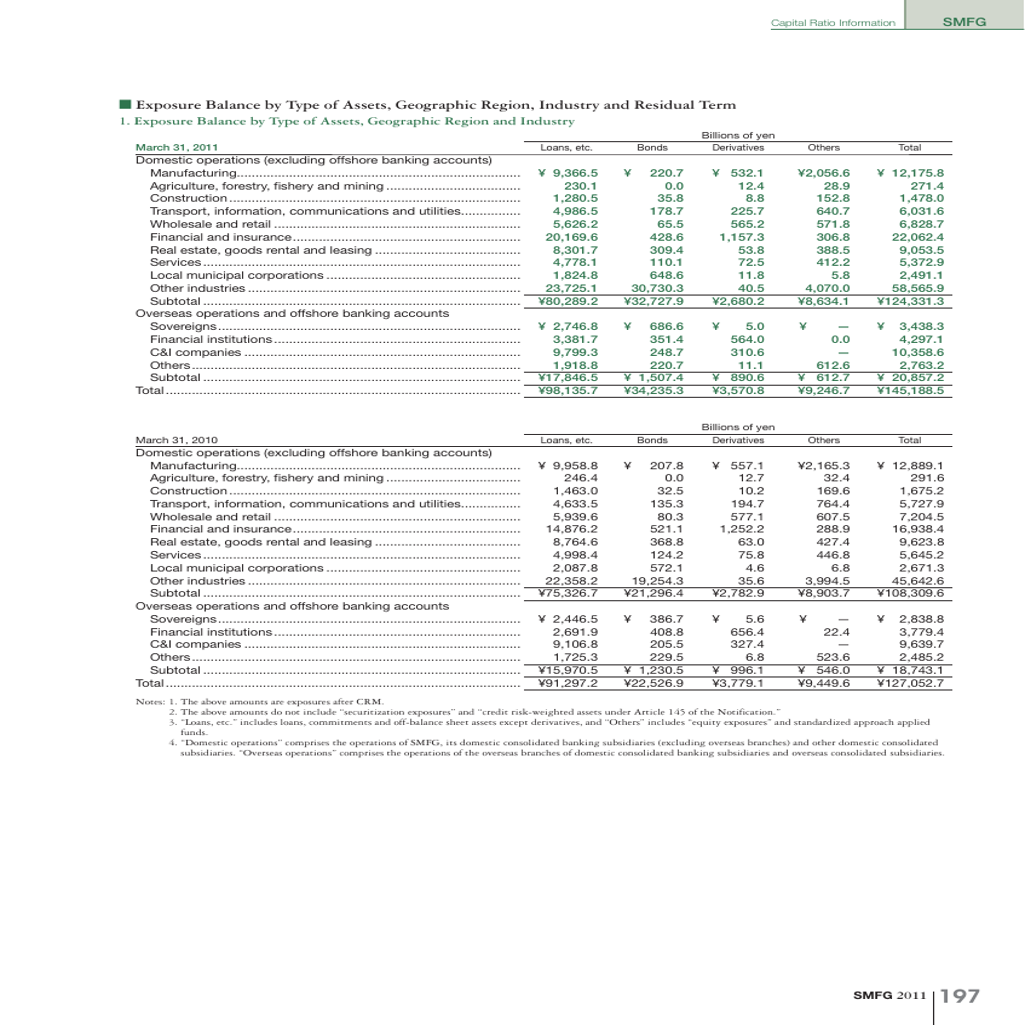 Capital Ratio Information SMFG
■ Exposure Balance by Type of Assets, Geographic Region, Industry and Residual Term
1. Exposure Balance by Type of Assets, Geographic Region and Industry
Billions of yen
March 31, 2011 Loans, etc. Bonds Derivatives Others Total
Domestic operations (excluding offshore banking accounts)
Manufacturing ¥ 9,366.5 ¥ 220.7 ¥ 532.1 ¥2,056.6 ¥ 12,175.8
Agriculture, forestry, fishery and mining 230.1 0.0 12.4 28.9 271.4
Construction 1,280.5 35.8 8.8 152.8 1,478.0
Transport, information, communications and utilities 4,986.5 178.7 225.7 640.7 6,031.6
Wholesale and retail 5,626.2 65.5 565.2 571.8 6,828.7
Financial and insurance 20,169.6 428.6 1,157.3 306.8 22,062.4
Real estate, goods rental and leasing 8,301.7 309.4 53.8 388.5 9,053.5
Services 4,778.1 110.1 72.5 412.2 5,372.9
Local municipal corporations 1,824.8 648.6 11.8 5.8 2,491.1
Other industries 23,725.1 30,730.3 40.5 4,070.0 58,565.9
Subtotal ¥80,289.2 ¥32,727.9 ¥2,680.2 ¥8,634.1 ¥124,331.3
Overseas operations and offshore banking accounts
Sovereigns ¥ 2,746.8 ¥ 686.6 ¥ 5.0 ¥ — ¥ 3,438.3
Financial institutions 3,381.7 351.4 564.0 0.0 4,297.1
C&I companies 9,799.3 248.7 310.6 — 10,358.6
Others 1,918.8 220.7 11.1 612.6 2,763.2
Subtotal ¥17,846.5 ¥ 1,507.4 ¥ 890.6 ¥ 612.7 ¥ 20,857.2
Total ¥98,135.7 ¥34,235.3 ¥3,570.8 ¥9,246.7 ¥145,188.5
Billions of yen
March 31, 2010 Loans, etc. Bonds Derivatives Others Total
Domestic operations (excluding offshore banking accounts)
Manufacturing ¥ 9,958.8 ¥ 207.8 ¥ 557.1 ¥2,165.3 ¥ 12,889.1
Agriculture, forestry, fishery and mining 246.4 0.0 12.7 32.4 291.6
Construction 1,463.0 32.5 10.2 169.6 1,675.2
Transport, information, communications and utilities 4,633.5 135.3 194.7 764.4 5,727.9
Wholesale and retail 5,939.6 80.3 577.1 607.5 7,204.5
Financial and insurance 14,876.2 521.1 1,252.2 288.9 16,938.4
Real estate, goods rental and leasing 8,764.6 368.8 63.0 427.4 9,623.8
Services 4,998.4 124.2 75.8 446.8 5,645.2
Local municipal corporations 2,087.8 572.1 4.6 6.8 2,671.3
Other industries 22,358.2 19,254.3 35.6 3,994.5 45,642.6
Subtotal ¥75,326.7 ¥21,296.4 ¥2,782.9 ¥8,903.7 ¥108,309.6
Overseas operations and offshore banking accounts
Sovereigns ¥ 2,446.5 ¥ 386.7 ¥ 5.6 ¥ — ¥ 2,838.8
Financial institutions 2,691.9 408.8 656.4 22.4 3,779.4
C&I companies 9,106.8 205.5 327.4 — 9,639.7
Others 1,725.3 229.5 6.8 523.6 2,485.2
Subtotal ¥15,970.5 ¥ 1,230.5 ¥ 996.1 ¥ 546.0 ¥ 18,743.1
Total ¥91,297.2 ¥22,526.9 ¥3,779.1 ¥9,449.6 ¥127,052.7
Notes: 1. The above amounts are exposures after CRM.
2. The above amounts do not include “securitization exposures” and “credit risk-weighted assets under Article 145 of the Notification.”
3. “Loans, etc.” includes loans, commitments and off-balance sheet assets except derivatives, and “Others” includes “equity exposures” and standardized approach applied
funds.
4. “Domestic operations” comprises the operations of SMFG, its domestic consolidated banking subsidiaries (excluding overseas branches) and other domestic consolidated
subsidiaries. “Overseas operations” comprises the operations of the overseas branches of domestic consolidated banking subsidiaries and overseas consolidated subsidiaries.
SMFG 2011 197